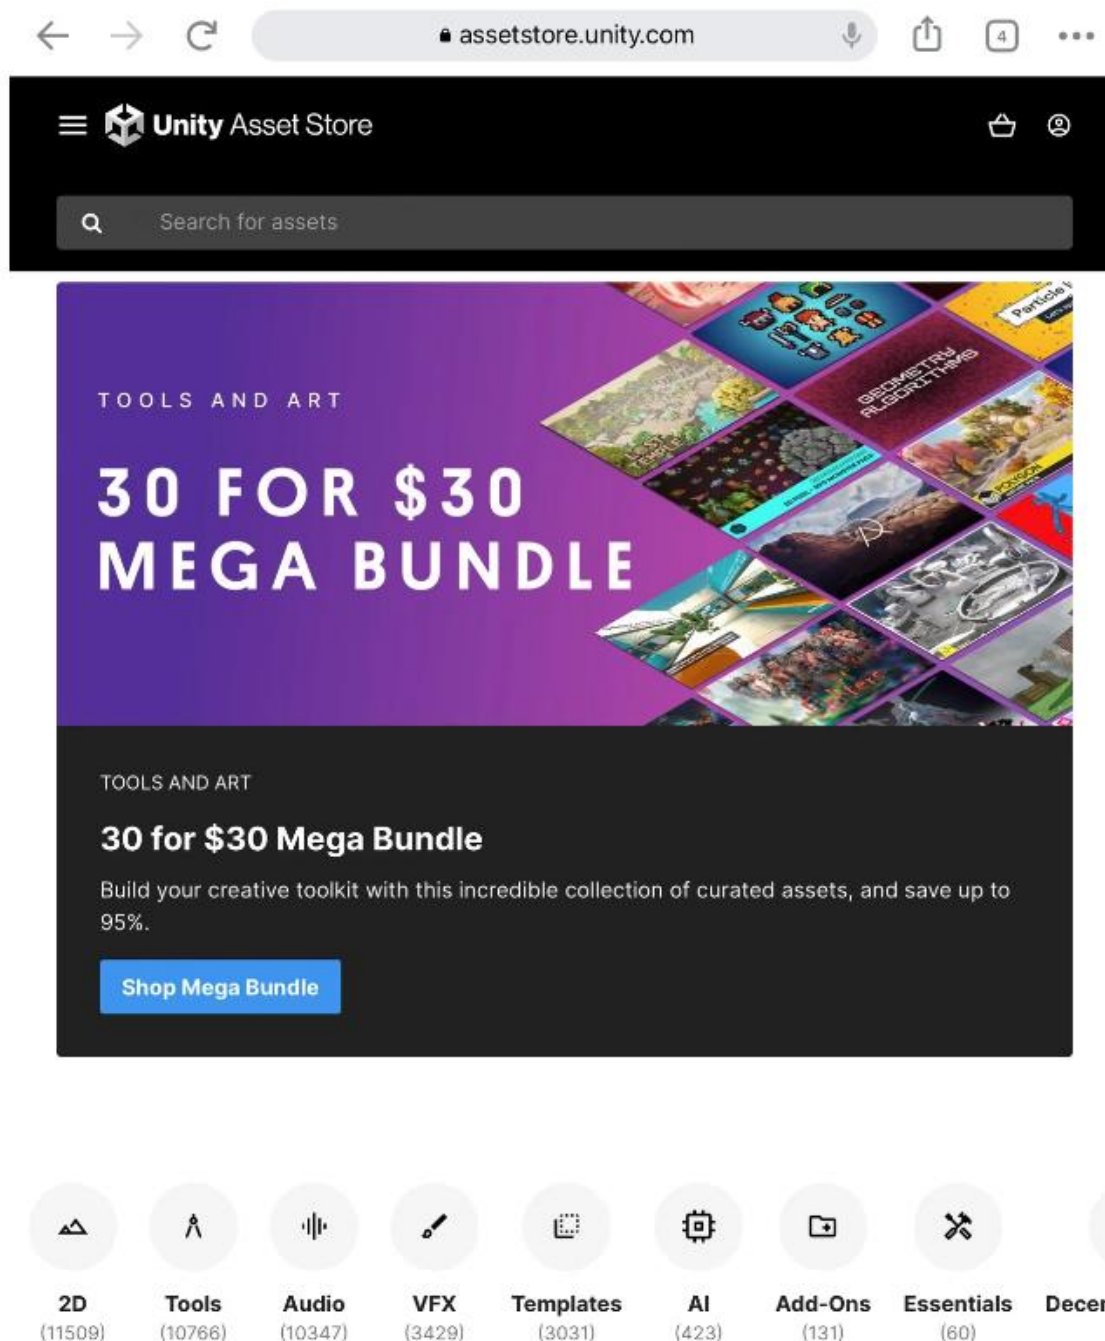 assetstore.unity.com
4
Unity Asset Store
Search for assets
TOOLS AND ART
30 FOR $30
MEGA BUNDLE
Particle
GEOMETRY
ALGORITHMS
POLYGON
TOOLS AND ART
30 for $30 Mega Bundle
Build your creative toolkit with this incredible collection of curated assets, and save up to
95%.
Shop Mega Bundle
2D Tools Audio VFX Templates AI Add-Ons Essentials Decen
(11509) (10766) (10347) (3429) (3031) (423) (131) (60)